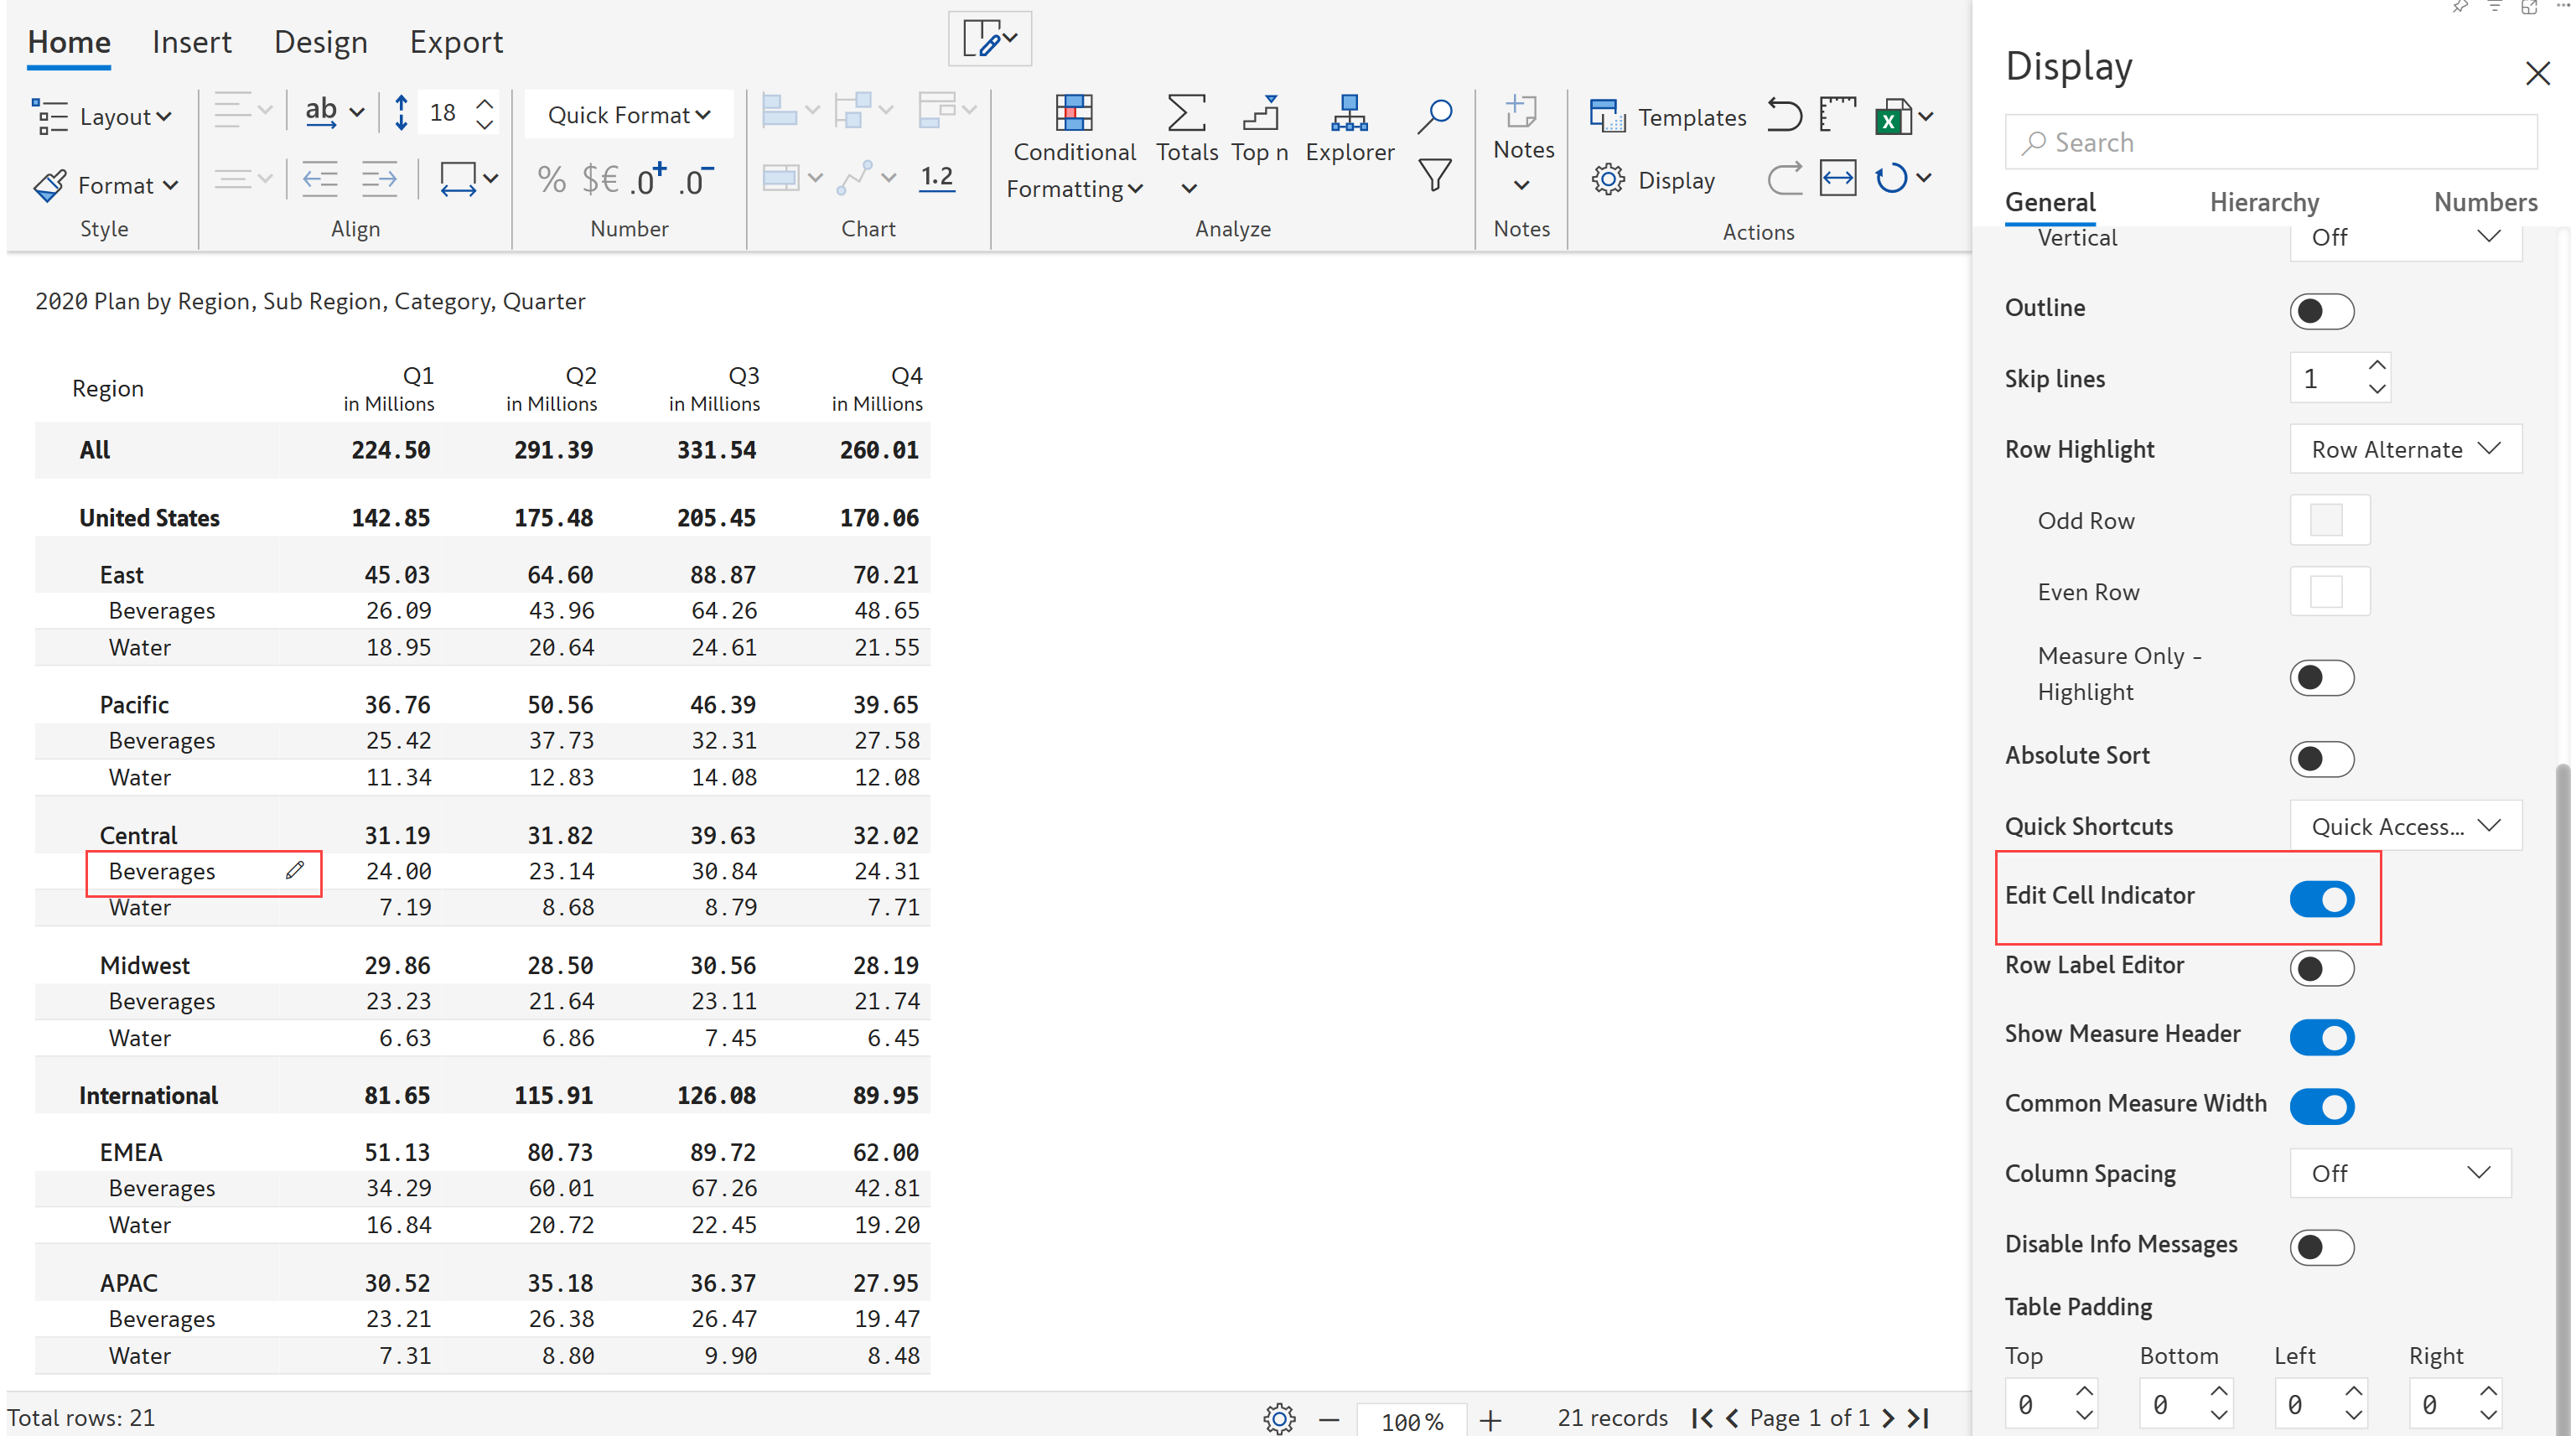 Home Insert Design Export
Layout
ab
18
Quick Format
Format
% $€ .0+ .0-
1.2
Conditional
Formatting
Totals
Top n
Explorer
Notes
Templates
Display
Style
Align
Number
Chart
Analyze
Notes
Actions
2020 Plan by Region, Sub Region, Category, Quarter
Region Q1 Q2 Q3 Q4
in Millions in Millions in Millions in Millions
All 224.50 291.39 331.54 260.01
United States 142.85 175.48 205.45 170.06
East 45.03 64.60 88.87 70.21
Beverages 26.09 43.96 64.26 48.65
Water 18.95 20.64 24.61 21.55
Pacific 36.76 50.56 46.39 39.65
Beverages 25.42 37.73 32.31 27.58
Water 11.34 12.83 14.08 12.08
Central 31.19 31.82 39.63 32.02
Beverages 24.00 23.14 30.84 24.31
Water 7.19 8.68 8.79 7.71
Midwest 29.86 28.50 30.56 28.19
Beverages 23.23 21.64 23.11 21.74
Water 6.63 6.86 7.45 6.45
International 81.65 115.91 126.08 89.95
EMEA 51.13 80.73 89.72 62.00
Beverages 34.29 60.01 67.26 42.81
Water 16.84 20.72 22.45 19.20
APAC 30.52 35.18 36.37 27.95
Beverages 23.21 26.38 26.47 19.47
Water 7.31 8.80 9.90 8.48
Total rows: 21
100%
21 records
Page 1 of 1
Display
Search
General Hierarchy Numbers
Vertical Off
Outline
Skip lines 1
Row Highlight Row Alternate
Odd Row
Even Row
Measure Only -
Highlight
Absolute Sort
Quick Shortcuts Quick Access...
Edit Cell Indicator
Row Label Editor
Show Measure Header
Common Measure Width
Column Spacing Off
Disable Info Messages
Table Padding
Top Bottom Left Right
0 0 0 0